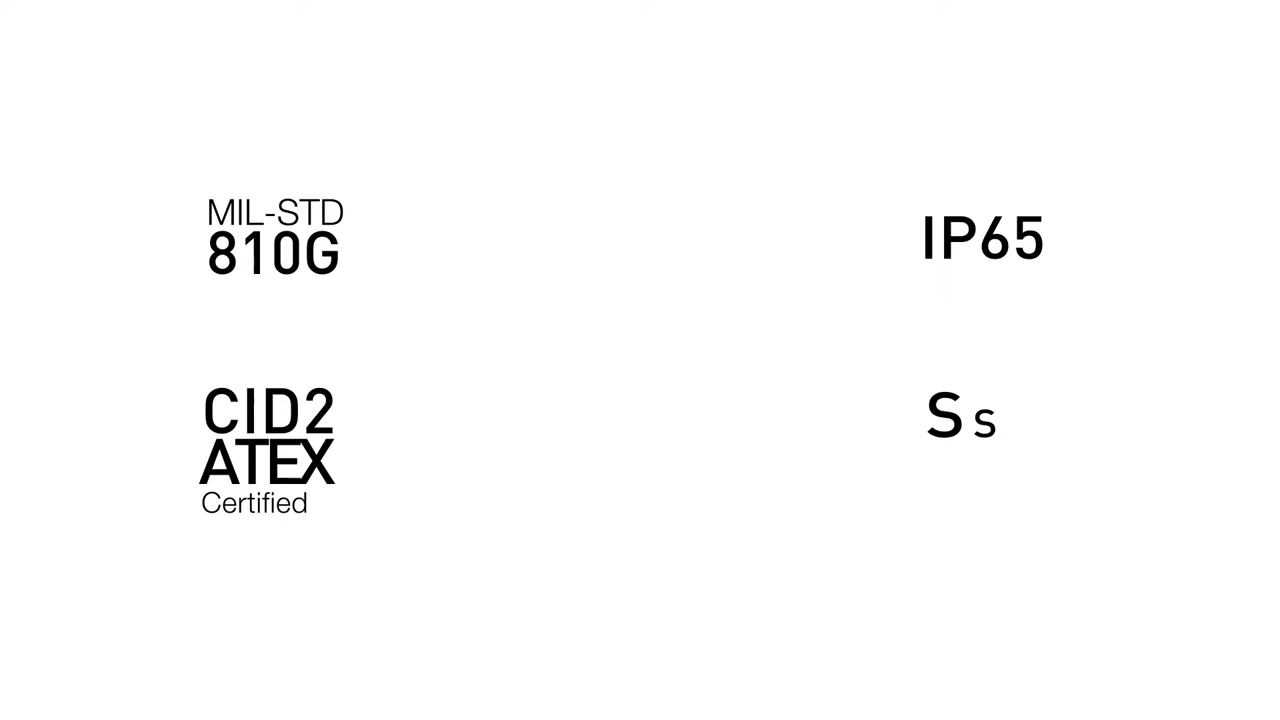 MIL-STD
810G
IP65
CID2
ATEX
Certified
S s